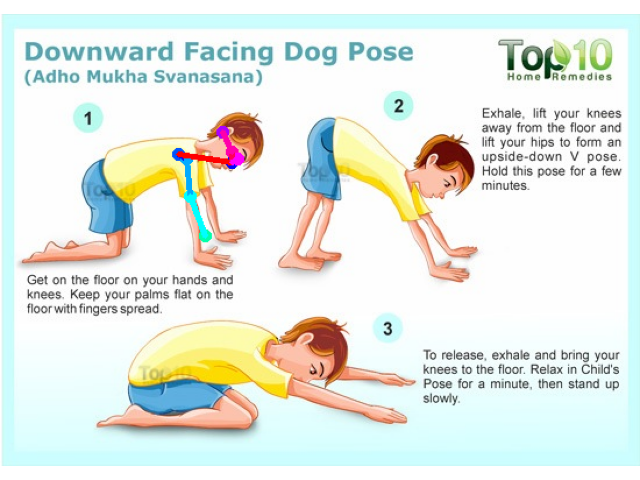 Downward Facing Dog Pose
(Adho Mukha Svanasana)
Top10
Home Remedies
1
Get on the floor on your hands and
knees. Keep your palms flat on the
floor with fingers spread.
2
Exhale, lift your knees
away from the floor and
lift your hips to form an
upside-down V pose.
Hold this pose for a few
minutes.
3
To release, exhale and bring your
knees to the floor. Relax in Child's
Pose for a minute, then stand up
slowly.
Top10
Top10
Top10